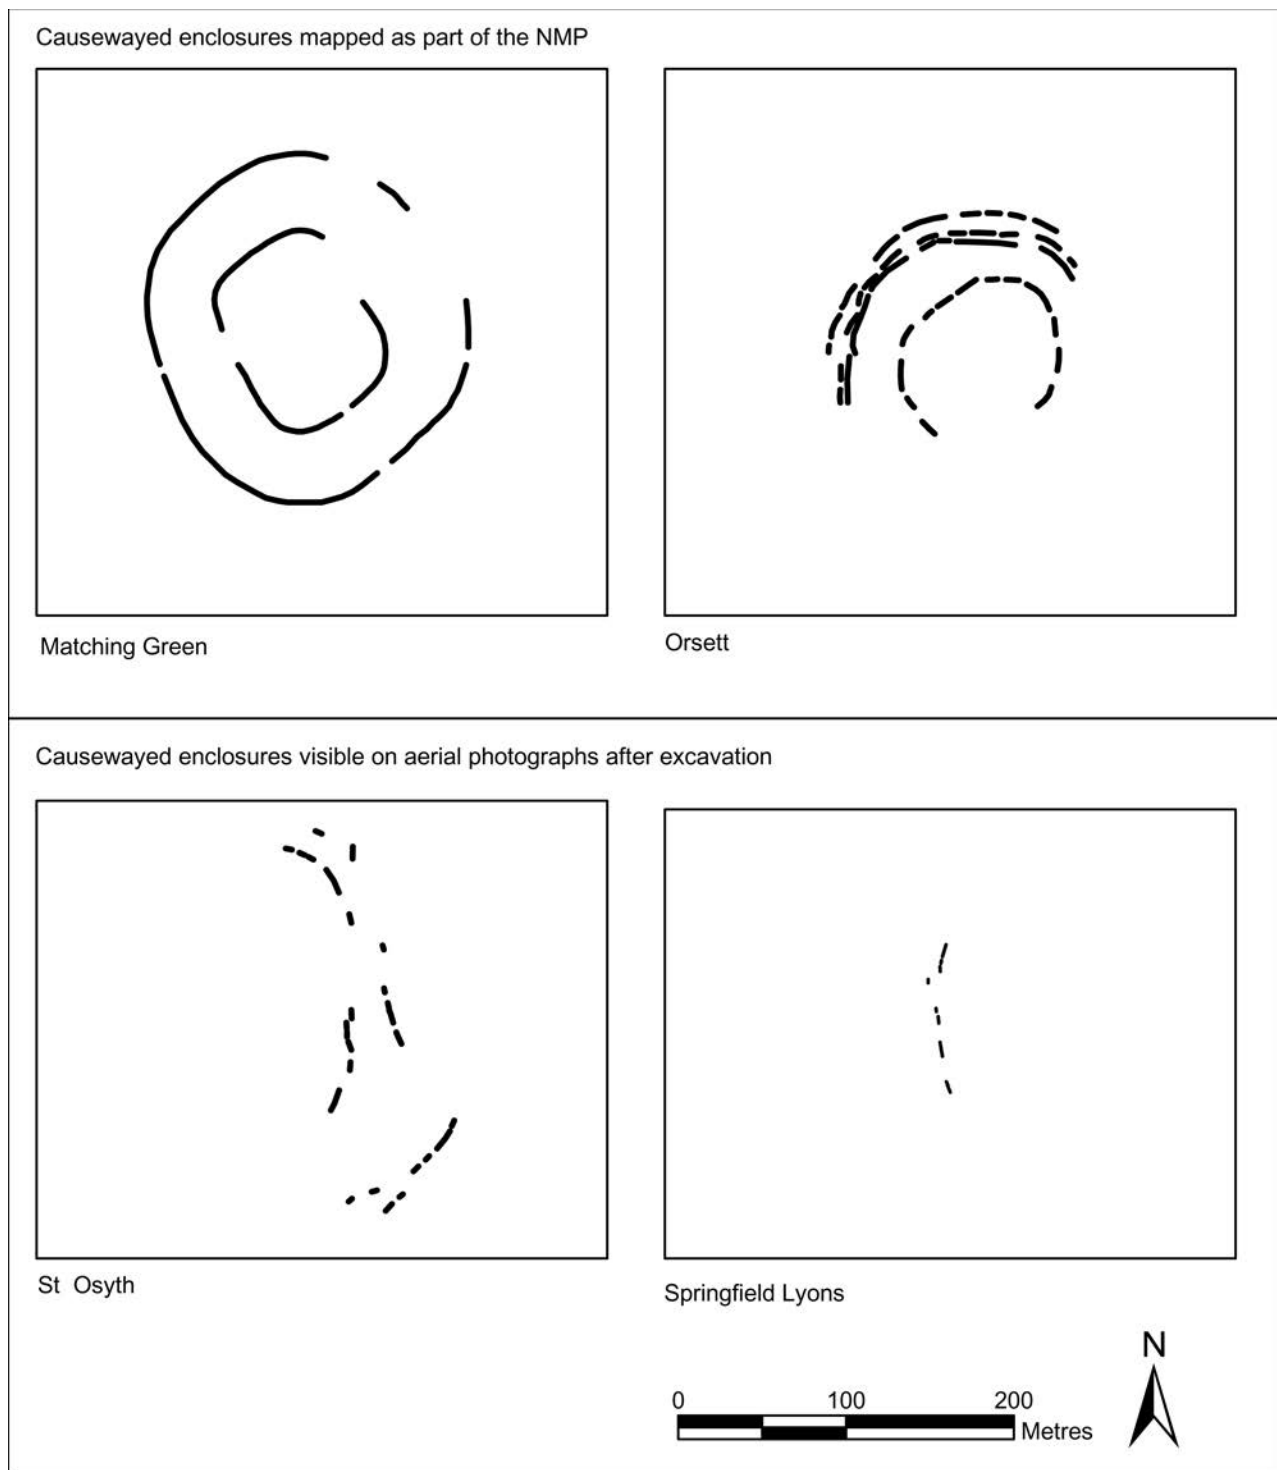 Causewayed enclosures mapped as part of the NMP
Matching Green
Orsett
Causewayed enclosures visible on aerial photographs after excavation
St Osyth
Springfield Lyons
N
0 100 200
Metres